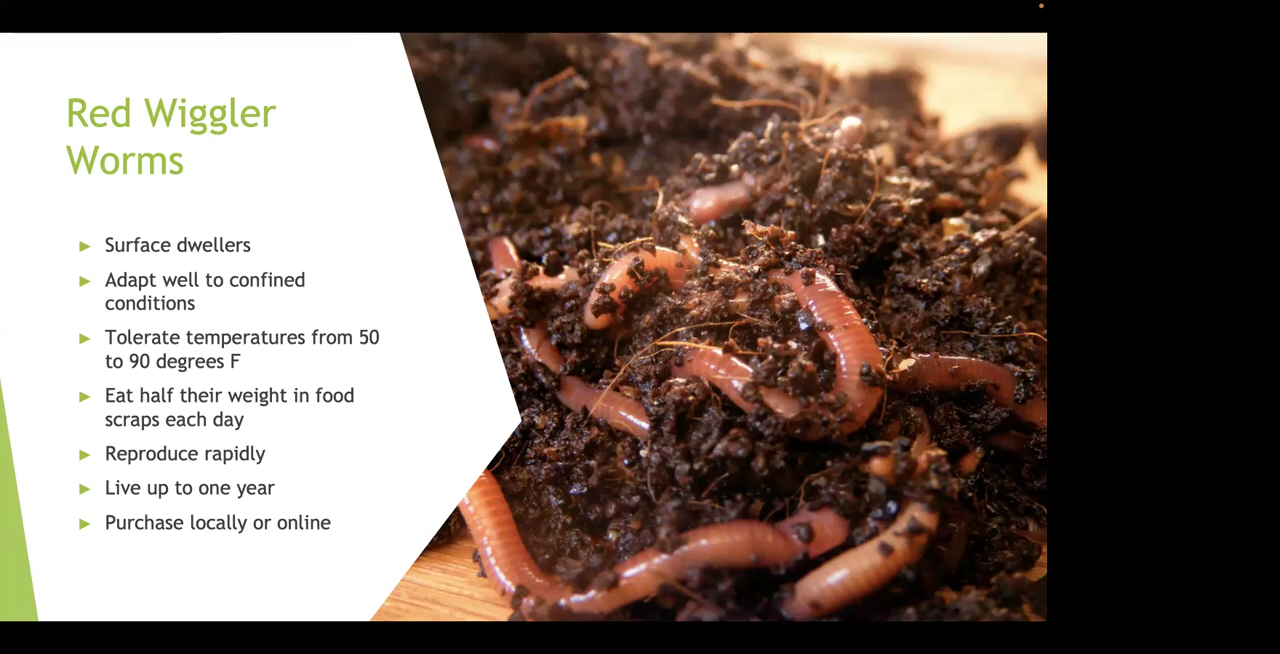 Red Wiggler
Worms
Surface dwellers
Adapt well to confined
conditions
Tolerate temperatures from 50
to 90 degrees F
Eat half their weight in food
scraps each day
Reproduce rapidly
Live up to one year
Purchase locally or online